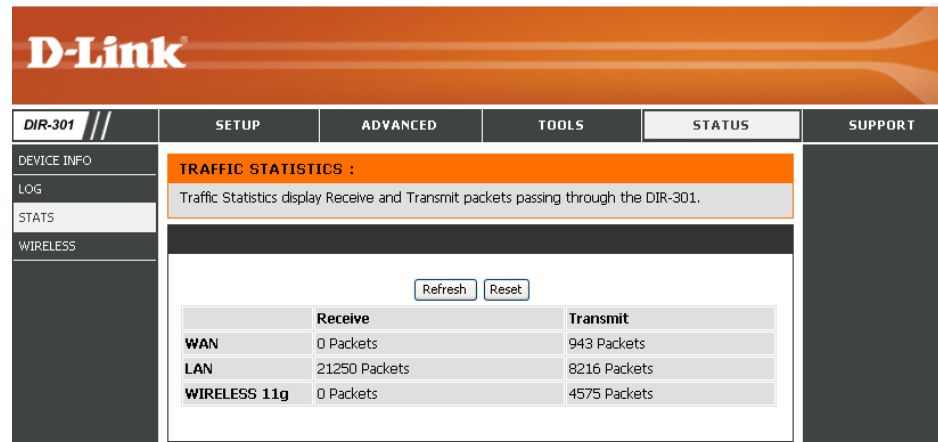 D-Link
DIR-301 SETUP ADVANCED TOOLS STATUS SUPPORT
DEVICE INFO
LOG
STATS
WIRELESS
TRAFFIC STATISTICS :
Traffic Statistics display Receive and Transmit packets passing through the DIR-301.
Refresh Reset
Receive Transmit
WAN 0 Packets 943 Packets
LAN 21250 Packets 8216 Packets
WIRELESS 11g 0 Packets 4575 Packets